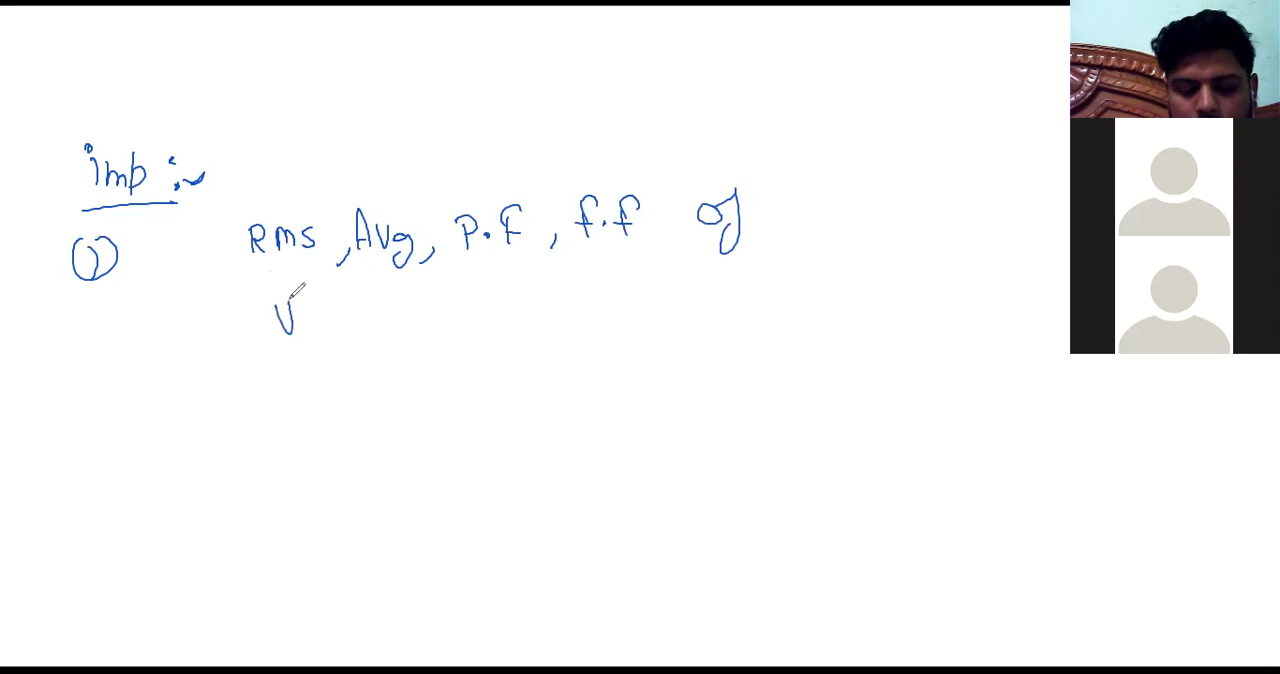 imp :~
① RMS, Avg, P.F, f.f of
V